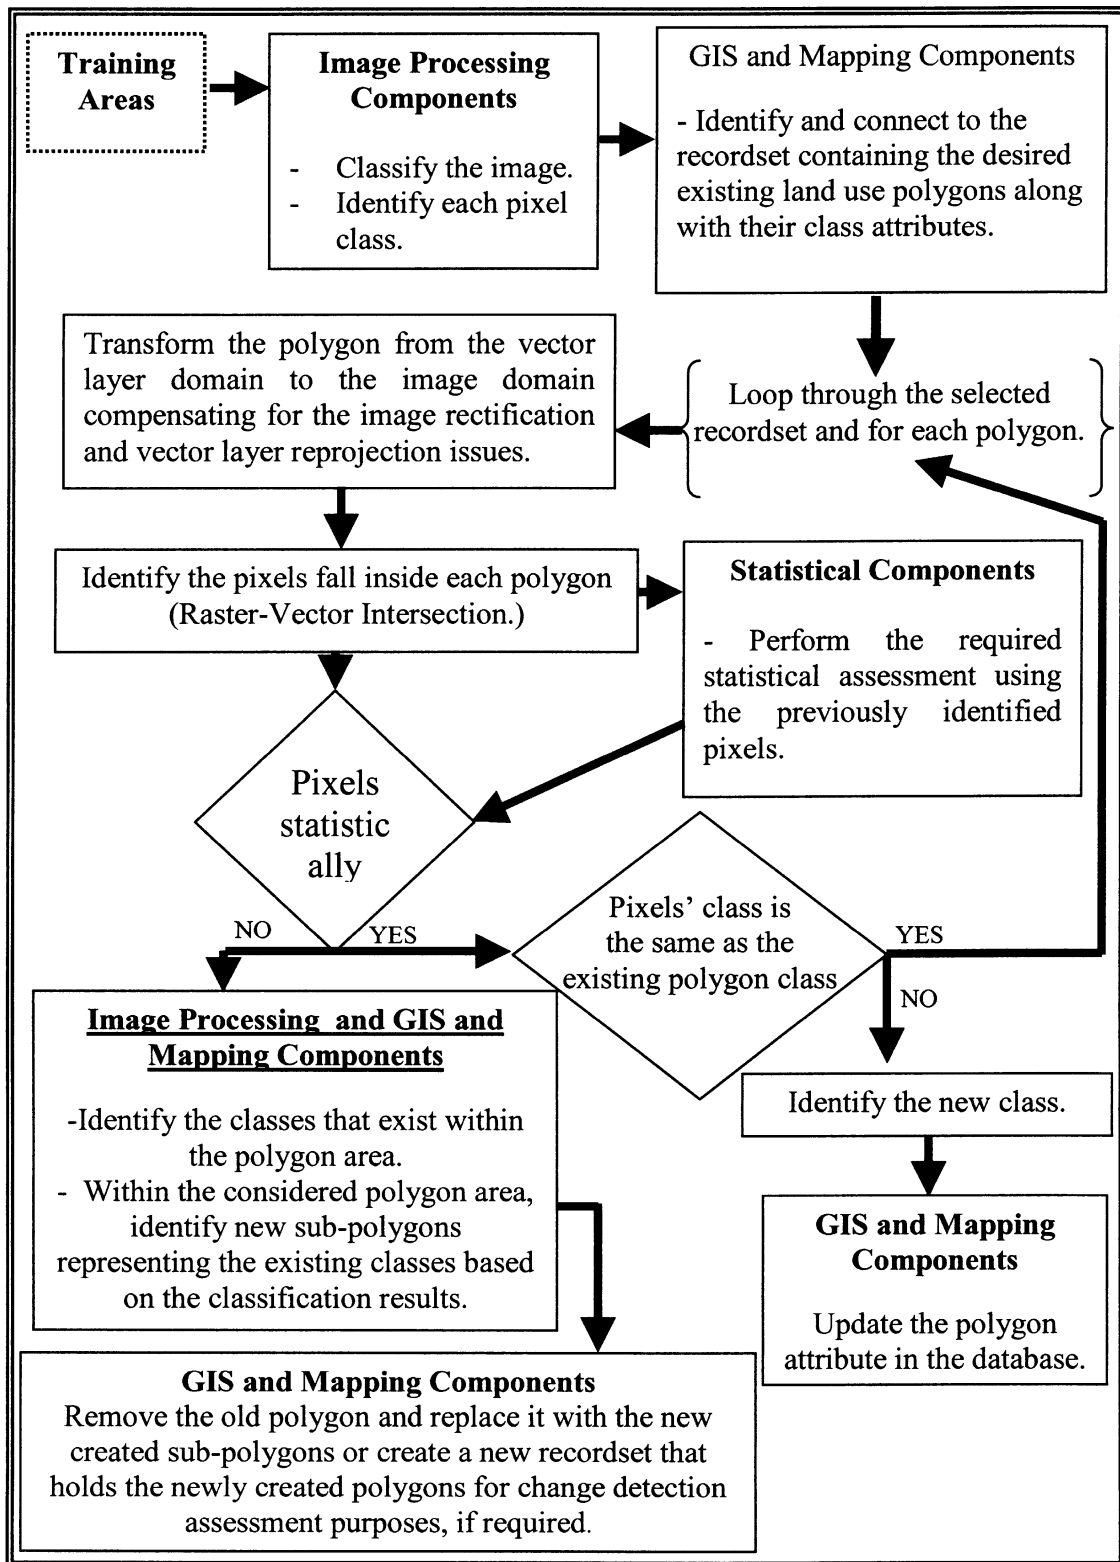 Training
Areas
Image Processing
Components
- Classify the image.
- Identify each pixel
class.
GIS and Mapping Components
- Identify and connect to the
recordset containing the desired
existing land use polygons along
with their class attributes.
Loop through the selected
recordset and for each polygon.
Transform the polygon from the vector
layer domain to the image domain
compensating for the image rectification
and vector layer reprojection issues.
Identify the pixels fall inside each polygon
(Raster-Vector Intersection.)
Statistical Components
- Perform the required
statistical assessment using
the previously identified
pixels.
Pixels
statistic
ally
NO
YES
Pixels’ class is
the same as the
existing polygon class
YES
NO
Image Processing and GIS and
Mapping Components
-Identify the classes that exist within
the polygon area.
- Within the considered polygon area,
identify new sub-polygons
representing the existing classes based
on the classification results.
Identify the new class.
GIS and Mapping
Components
Update the polygon
attribute in the database.
GIS and Mapping Components
Remove the old polygon and replace it with the new
created sub-polygons or create a new recordset that
holds the newly created polygons for change detection
assessment purposes, if required.